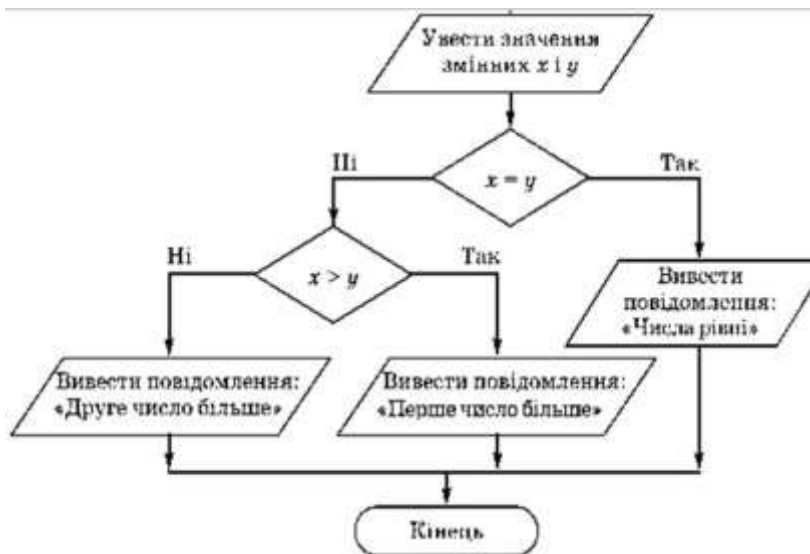 Увести значення
змінних x і y
Ні
x = y
Так
Ні
x > y
Так
Вивести
повідомлення:
«Числа рівні»
Вивести повідомлення:
«Друге число більше»
Вивести повідомлення:
«Перше число більше»
Кінець